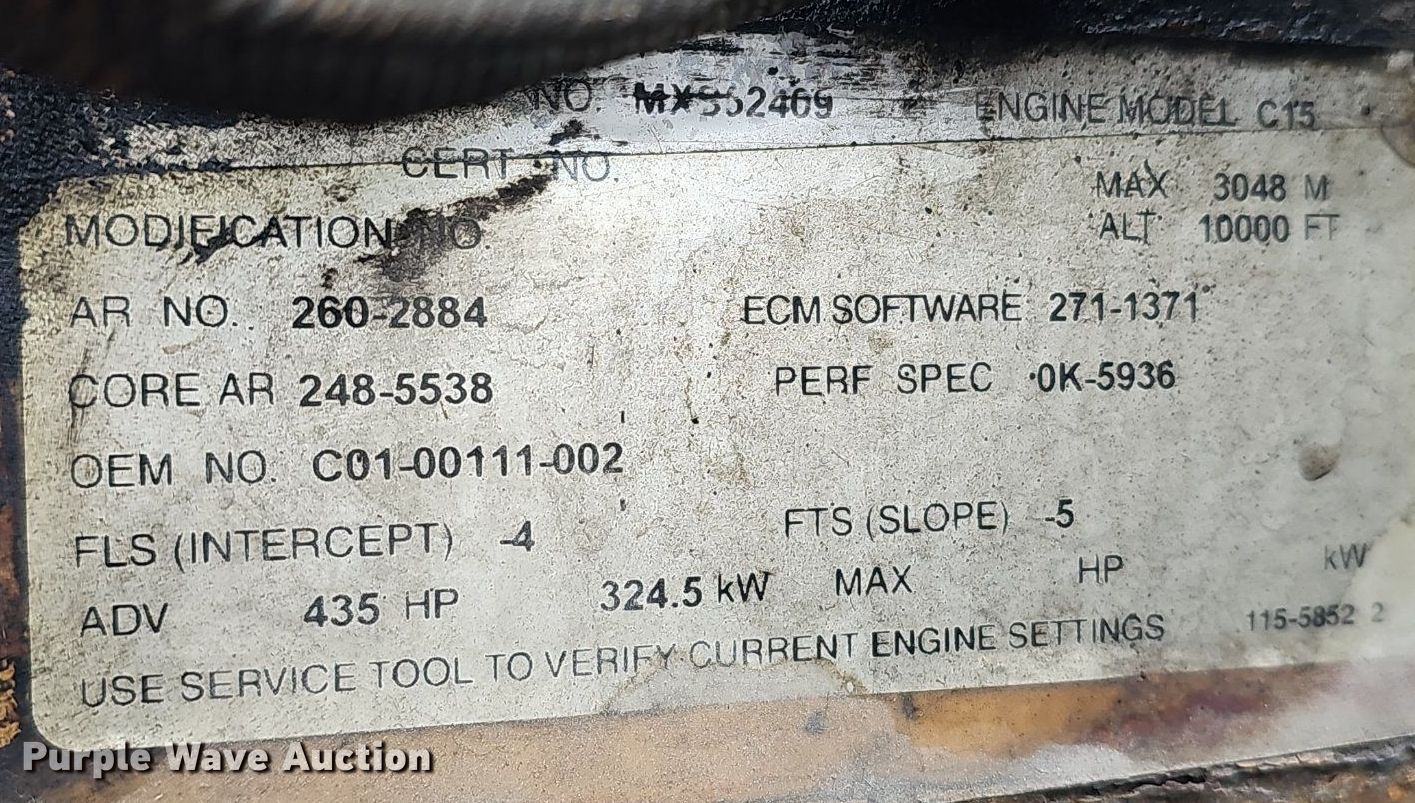 NO. ENGINE MODEL C15
CERT NO.
MAX 3048 M
MODIFICATION NO
ALT 10000 FT
AR NO. 260-2884 ECM SOFTWARE 271-1371
CORE AR 248-5538 PERF SPEC 0K-5936
OEM NO. C01-00111-002
FLS (INTERCEPT) -4 FTS (SLOPE) -5
ADV 435 HP 324.5 kW MAX HP kW
USE SERVICE TOOL TO VERIFY CURRENT ENGINE SETTINGS 115-5852 2
Purple Wave Auction